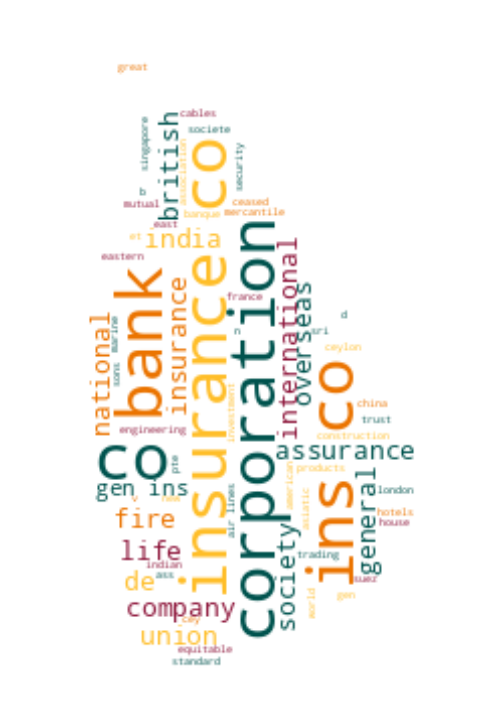 great
cables
singapore
british
societe
association
co
security
b
mutual
ceased
banque
mercantile
east
et
india
eastern
corporation
international
insurance
bank
insurance
overseas
france
national
marine
n
sri
d
ceylon
sons
co
investment
china
trust
engineering
construction
co
assurance
pte
american
products
gen ins
v
new
ins
general
london
air lines
asiatic
fire
hotels
house
society
life
trading
indian
ass
suez
de
world
gen
company
cey
union
equitable
standard